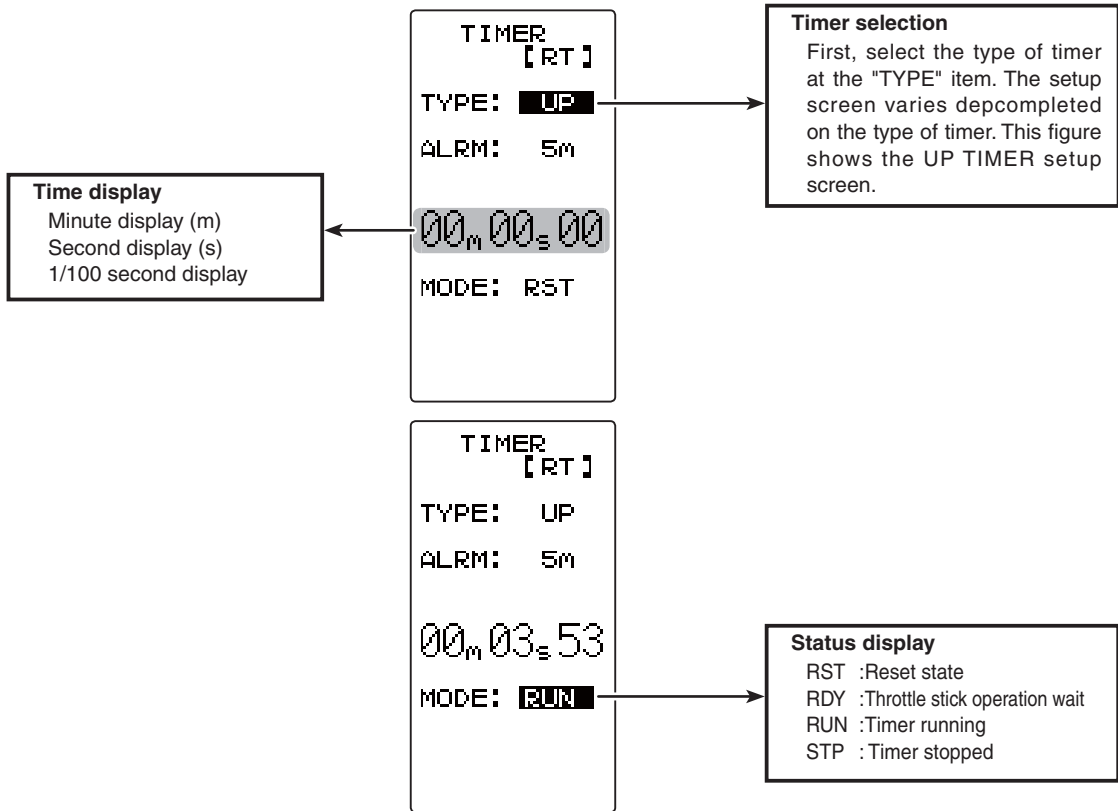 TIMER
[RT]
TYPE: UP
ALRM: 5m
00m00s00
MODE: RST
Timer selection
First, select the type of timer
at the "TYPE" item. The setup
screen varies depcompleted
on the type of timer. This figure
shows the UP TIMER setup
screen.
Time display
Minute display (m)
Second display (s)
1/100 second display
TIMER
[RT]
TYPE: UP
ALRM: 5m
00m03s53
MODE: RUN
Status display
RST :Reset state
RDY :Throttle stick operation wait
RUN :Timer running
STP : Timer stopped